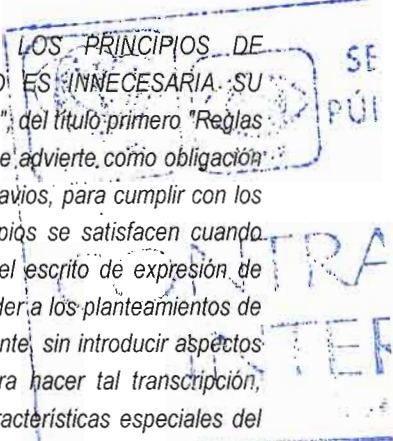 LOS PRINCIPIOS DE
ES INNECESARIA SU
", del título primero "Reglas
e advierte como obligación
avios, para cumplir con los
pios se satisfacen cuando
el escrito de expresión de
der a los planteamientos de
nte, sin introducir aspectos
ra hacer tal transcripción,
racterísticas especiales del
SE
PÚ
CONTRA
INTER